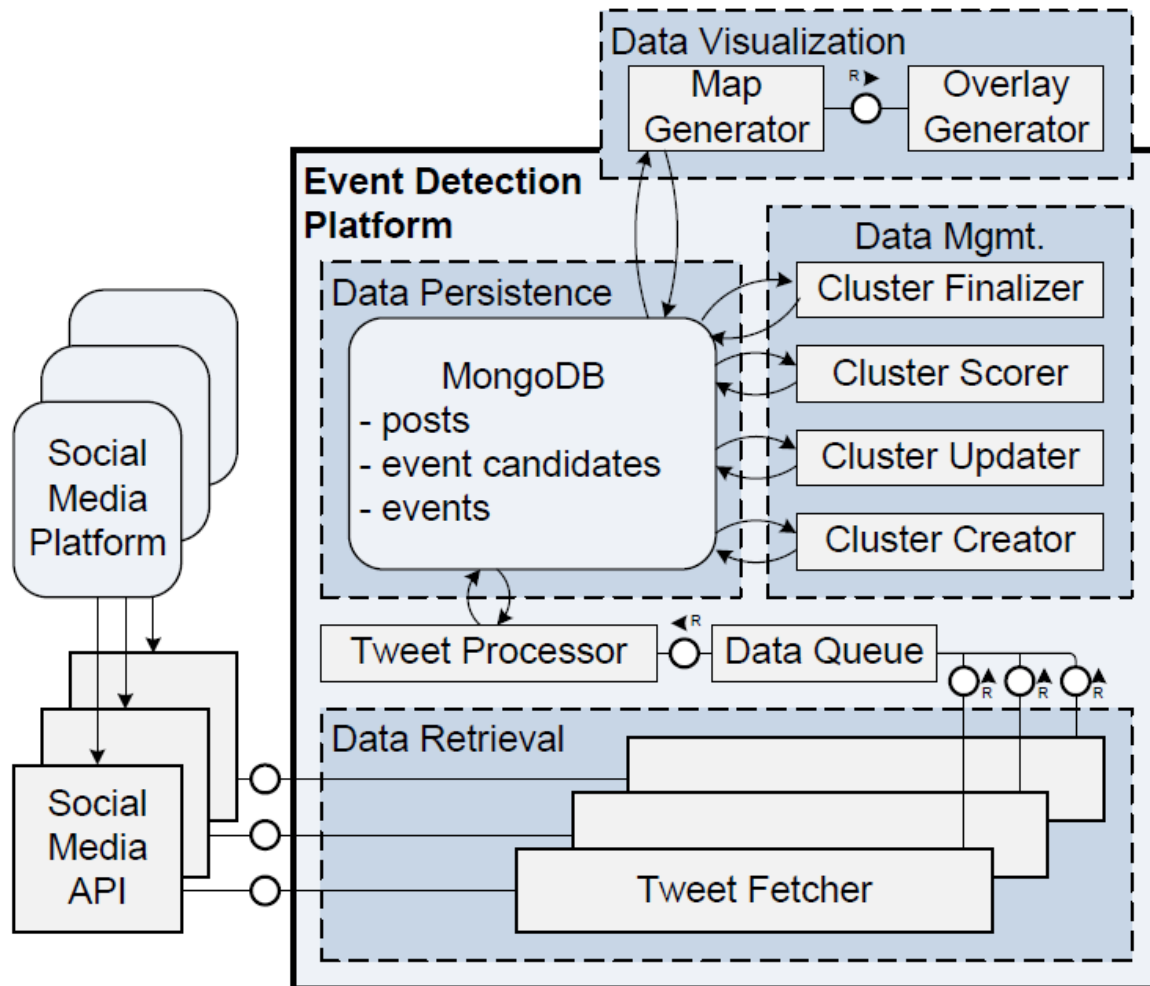 Data Visualization
Map
Generator
R
Overlay
Generator
Event Detection
Platform
Data Mgmt.
Cluster Finalizer
Cluster Scorer
Cluster Updater
Cluster Creator
Data Persistence
MongoDB
- posts
- event candidates
- events
Social
Media
Platform
Tweet Processor
R
Data Queue
R
R
R
Data Retrieval
Social
Media
API
Tweet Fetcher